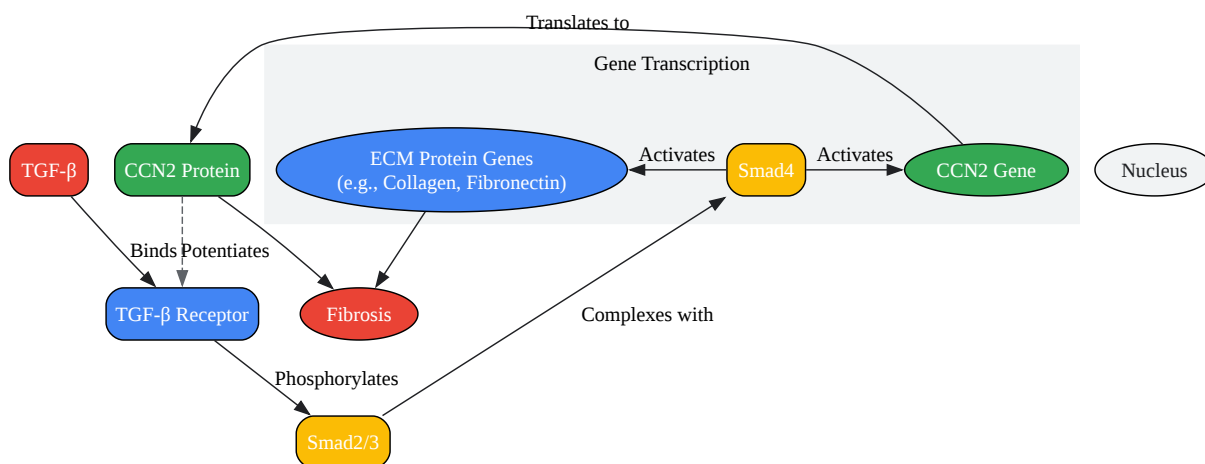 Translates to
Gene Transcription
TGF-β
CCN2 Protein
ECM Protein Genes
(e.g., Collagen, Fibronectin)
Activates
Smad4
Activates
CCN2 Gene
Nucleus
Binds
Potentiates
TGF-β Receptor
Fibrosis
Complexes with
Phosphorylates
Smad2/3